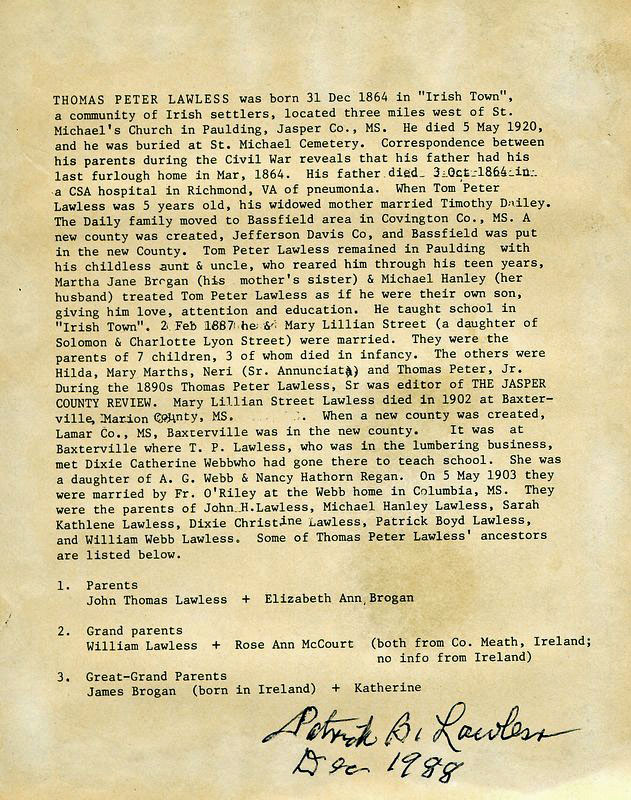 THOMAS PETER LAWLESS was born 31 Dec 1864 in "Irish Town",
a community of Irish settlers, located three miles west of St.
Michael's Church in Paulding, Jasper Co., MS. He died 5 May 1920,
and he was buried at St. Michael Cemetery. Correspondence between
his parents during the Civil War reveals that his father had his
last furlough home in Mar, 1864. His father died 3 Oct 1864 in
a CSA hospital in Richmond, VA of pneumonia. When Tom Peter
Lawless was 5 years old, his widowed mother married Timothy Dailey.
The Daily family moved to Bassfield area in Covington Co., MS. A
new county was created, Jefferson Davis Co, and Bassfield was put
in the new County. Tom Peter Lawless remained in Paulding with
his childless aunt & uncle, who reared him through his teen years,
Martha Jane Brogan (his mother's sister) & Michael Hanley (her
husband) treated Tom Peter Lawless as if he were their own son,
giving him love, attention and education. He taught school in
"Irish Town". 2 Feb 1887 he & Mary Lillian Street (a daughter of
Solomon & Charlotte Lyon Street) were married. They were the
parents of 7 children, 3 of whom died in infancy. The others were
Hilda, Mary Marths, Neri (Sr. Annunciata) and Thomas Peter, Jr.
During the 1890s Thomas Peter Lawless, Sr was editor of THE JASPER
COUNTY REVIEW. Mary Lillian Street Lawless died in 1902 at Baxter-
ville, Marion County, MS. . When a new county was created,
Lamar Co., MS, Baxterville was in the new county. It was at
Baxterville where T. P. Lawless, who was in the lumbering business,
met Dixie Catherine Webbwho had gone there to teach school. She was
a daughter of A. G. Webb & Nancy Hathorn Regan. On 5 May 1903 they
were married by Fr. O'Riley at the Webb home in Columbia, MS. They
were the parents of John H.Lawless, Michael Hanley Lawless, Sarah
Kathlene Lawless, Dixie Christine Lawless, Patrick Boyd Lawless,
and William Webb Lawless. Some of Thomas Peter Lawless' ancestors
are listed below.
1. Parents
John Thomas Lawless + Elizabeth Ann Brogan
2. Grand parents
William Lawless + Rose Ann McCourt (both from Co. Meath, Ireland;
no info from Ireland)
3. Great-Grand Parents
James Brogan (born in Ireland) + Katherine
Patrick B. Lawless
Dec 1988